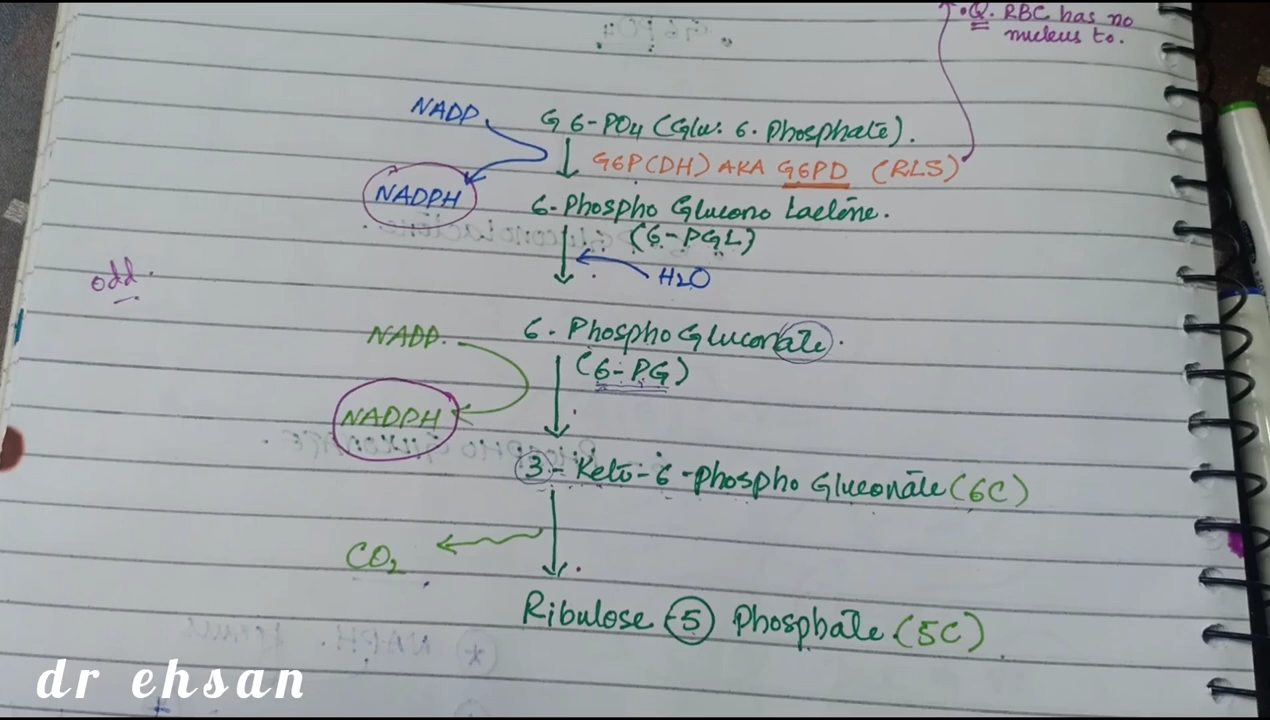 • Q. RBC has no
nucleus to.
NADP
G 6-PO4 (Glu. 6. Phosphate).
G6P(DH) AKA G6PD (RLS)
NADPH
6-Phospho Glucono Lactone.
(6-PGL)
H2O
odd.
NADP.
6. Phospho Gluconate.
(6-PG)
NADPH
3-Keto-6-phospho Gluconate (6C)
CO2
Ribulose-5 Phosphate (5C)
dr ehsan